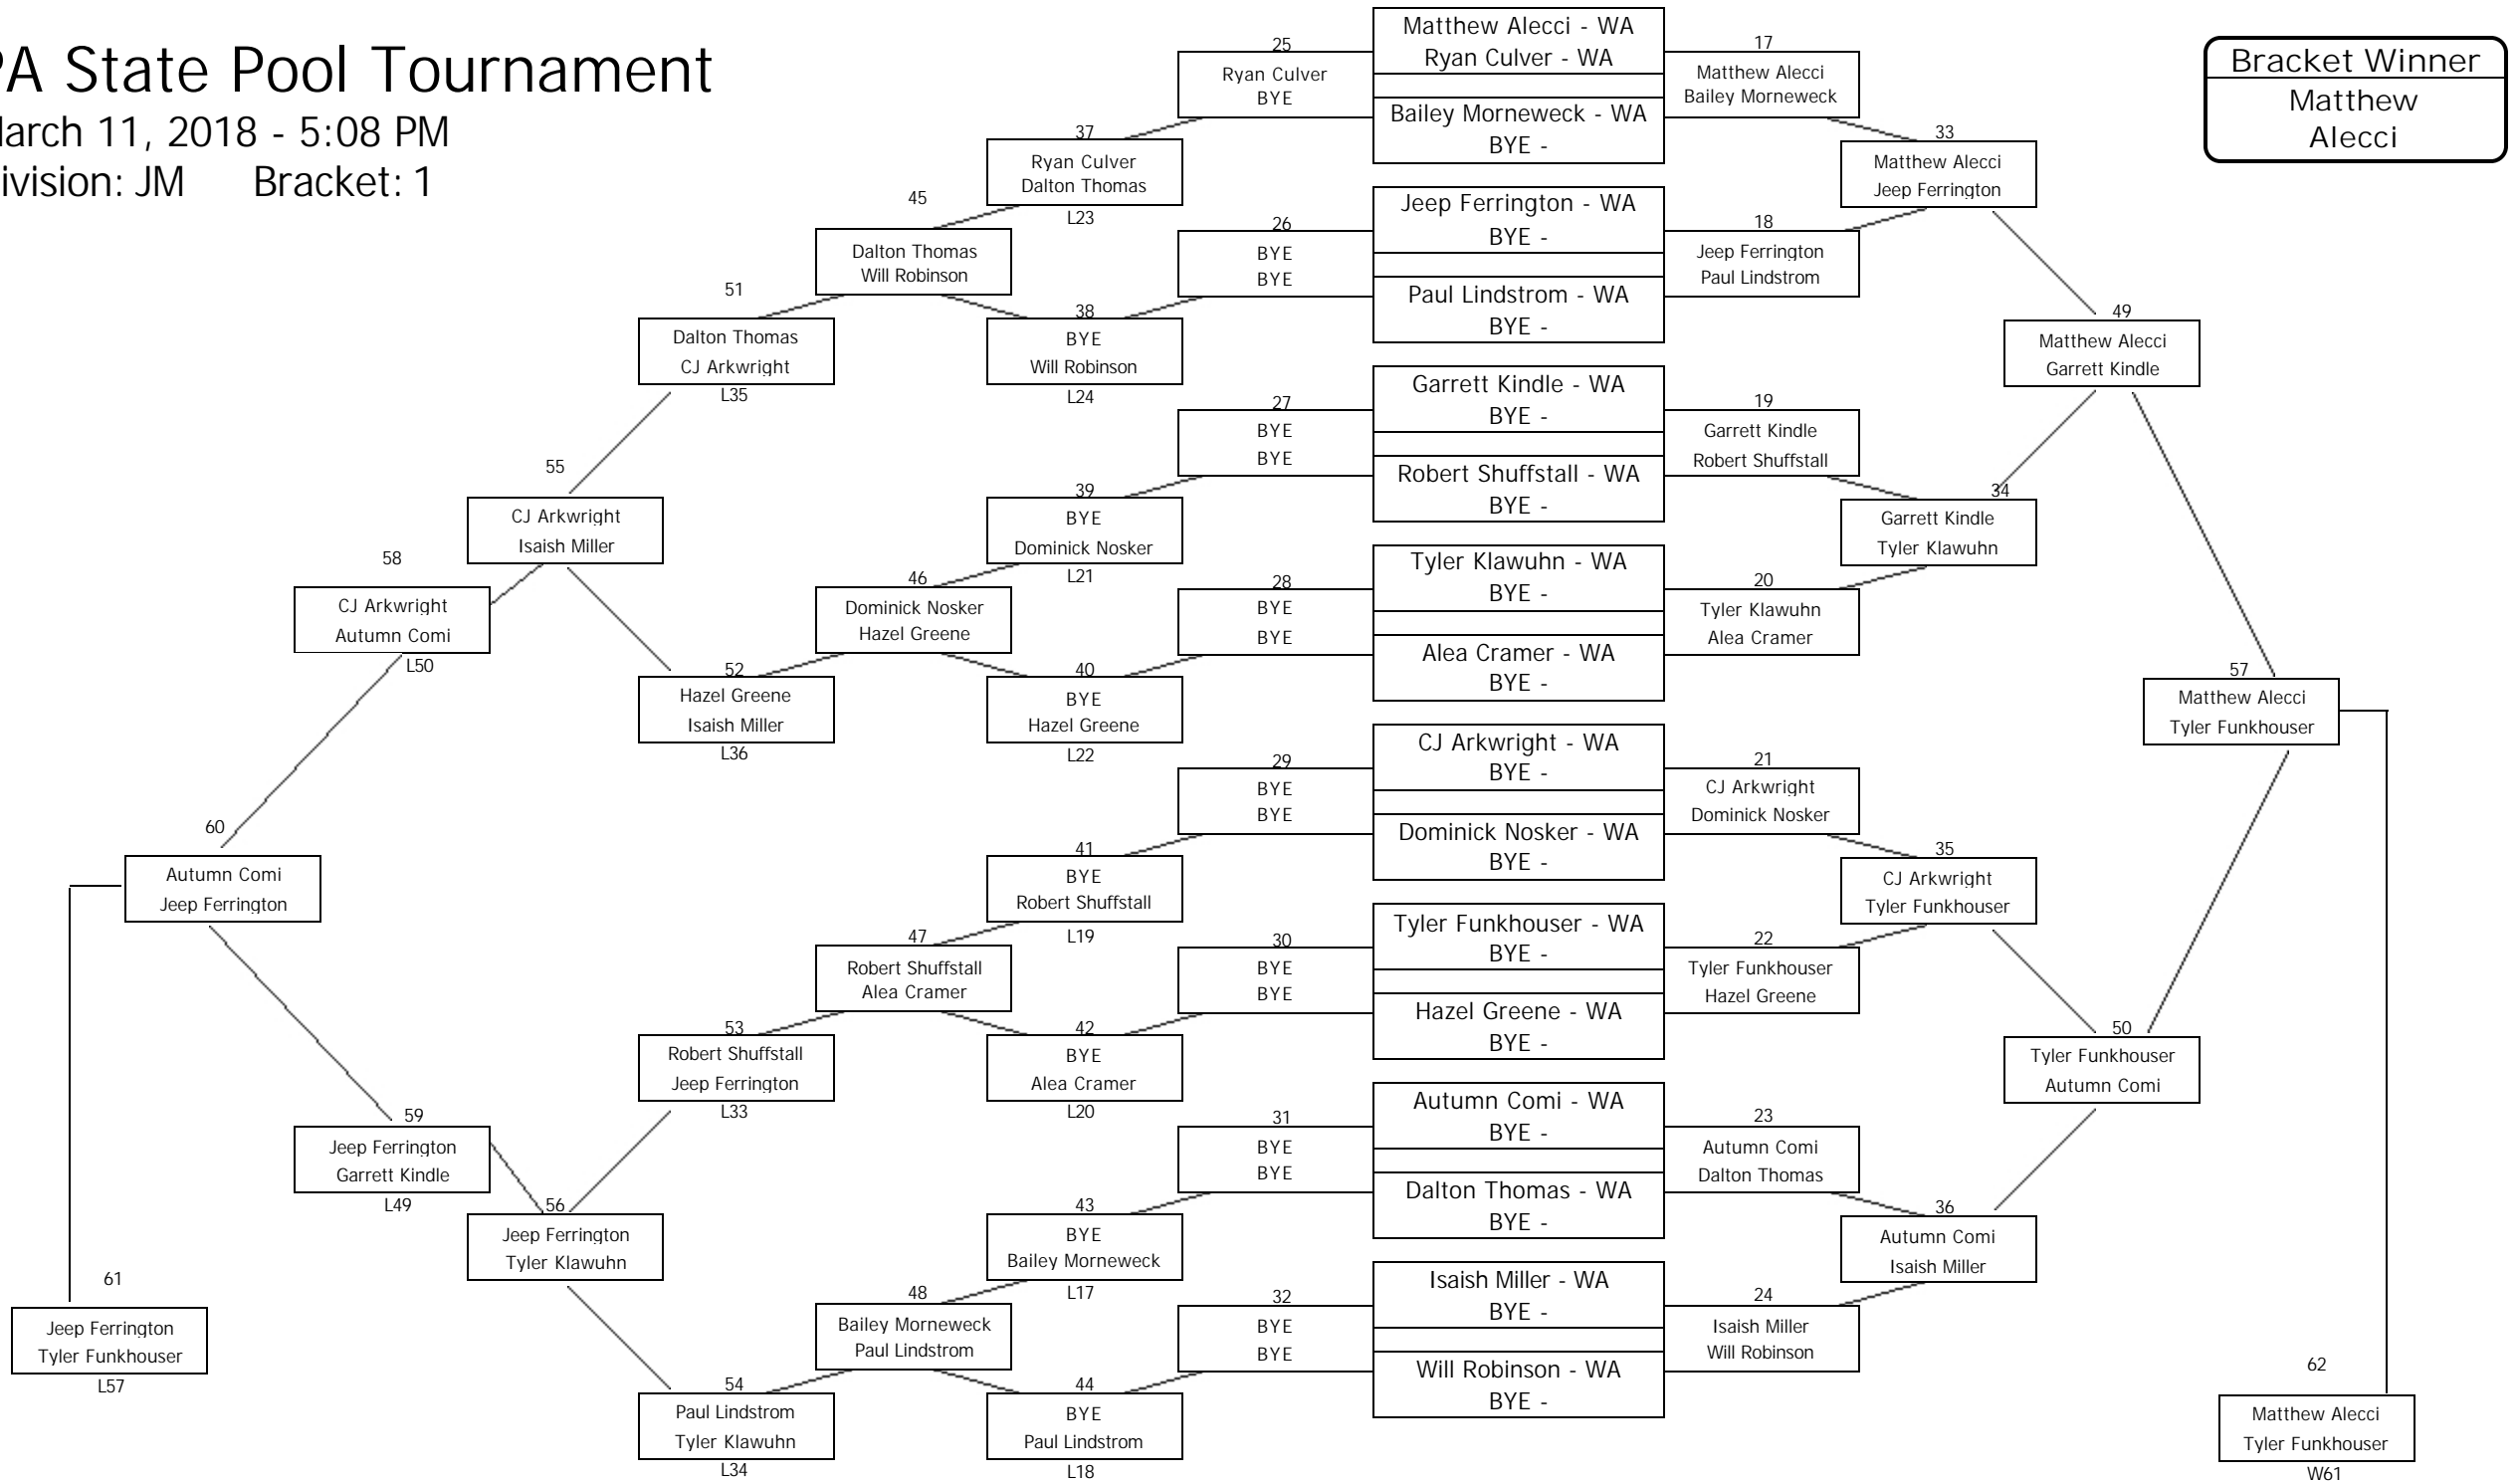 PA State Pool Tournament
March 11, 2018 - 5:08 PM
Division: JM Bracket: 1
Bracket Winner
Matthew
Alecci
61
Jeep Ferrington
Tyler Funkhouser
L57
60
Autumn Comi
Jeep Ferrington
58
CJ Arkwright
Autumn Comi
L50
59
Jeep Ferrington
Garrett Kindle
L49
55
CJ Arkwright
Isaish Miller
56
Jeep Ferrington
Tyler Klawuhn
51
Dalton Thomas
CJ Arkwright
L35
52
Hazel Greene
Isaish Miller
L36
53
Robert Shuffstall
Jeep Ferrington
L33
54
Paul Lindstrom
Tyler Klawuhn
L34
45
Dalton Thomas
Will Robinson
46
Dominick Nosker
Hazel Greene
47
Robert Shuffstall
Alea Cramer
48
Bailey Morneweck
Paul Lindstrom
37
Ryan Culver
Dalton Thomas
L23
38
BYE
Will Robinson
L24
39
BYE
Dominick Nosker
L21
40
BYE
Hazel Greene
L22
41
BYE
Robert Shuffstall
L19
42
BYE
Alea Cramer
L20
43
BYE
Bailey Morneweck
L17
44
BYE
Paul Lindstrom
L18
25
Ryan Culver
BYE
26
BYE
BYE
27
BYE
BYE
28
BYE
BYE
29
BYE
BYE
30
BYE
BYE
31
BYE
BYE
32
BYE
BYE
Matthew Alecci - WA
Ryan Culver - WA
Bailey Morneweck - WA
BYE -
Jeep Ferrington - WA
BYE -
Paul Lindstrom - WA
BYE -
Garrett Kindle - WA
BYE -
Robert Shuffstall - WA
BYE -
Tyler Klawuhn - WA
BYE -
Alea Cramer - WA
BYE -
CJ Arkwright - WA
BYE -
Dominick Nosker - WA
BYE -
Tyler Funkhouser - WA
BYE -
Hazel Greene - WA
BYE -
Autumn Comi - WA
BYE -
Dalton Thomas - WA
BYE -
Isaish Miller - WA
BYE -
Will Robinson - WA
BYE -
17
Matthew Alecci
Bailey Morneweck
18
Jeep Ferrington
Paul Lindstrom
19
Garrett Kindle
Robert Shuffstall
20
Tyler Klawuhn
Alea Cramer
21
CJ Arkwright
Dominick Nosker
22
Tyler Funkhouser
Hazel Greene
23
Autumn Comi
Dalton Thomas
24
Isaish Miller
Will Robinson
33
Matthew Alecci
Jeep Ferrington
34
Garrett Kindle
Tyler Klawuhn
35
CJ Arkwright
Tyler Funkhouser
36
Autumn Comi
Isaish Miller
49
Matthew Alecci
Garrett Kindle
50
Tyler Funkhouser
Autumn Comi
57
Matthew Alecci
Tyler Funkhouser
62
Matthew Alecci
Tyler Funkhouser
W61